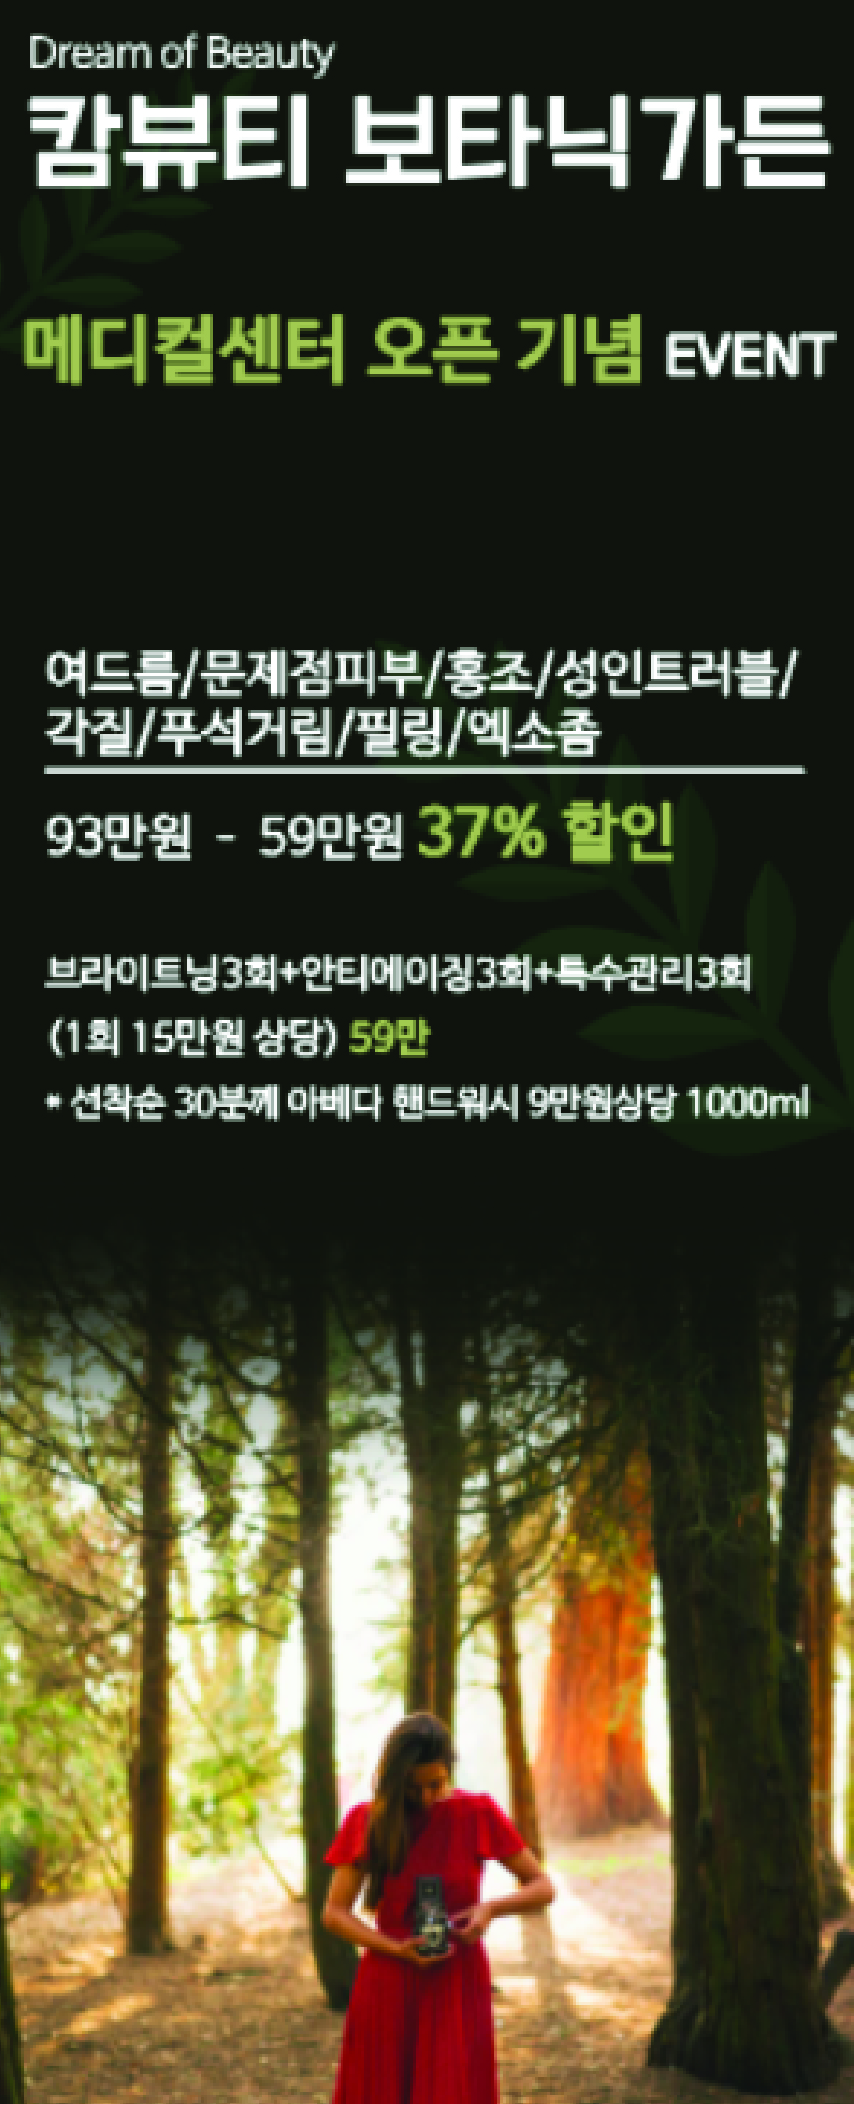 Dream of Beauty
캄뷰티 보타닉가든
메디컬센터 오픈 기념 EVENT
여드름/문제점피부/홍조/성인트러블/
각질/푸석거림/필링/엑소좀
93만원 - 59만원 37% 할인
브라이트닝3회+안티에이징3회+특수관리3회
(1회 15만원 상당) 59만
* 선착순 30분께 아베다 핸드워시 9만원상당 1000ml